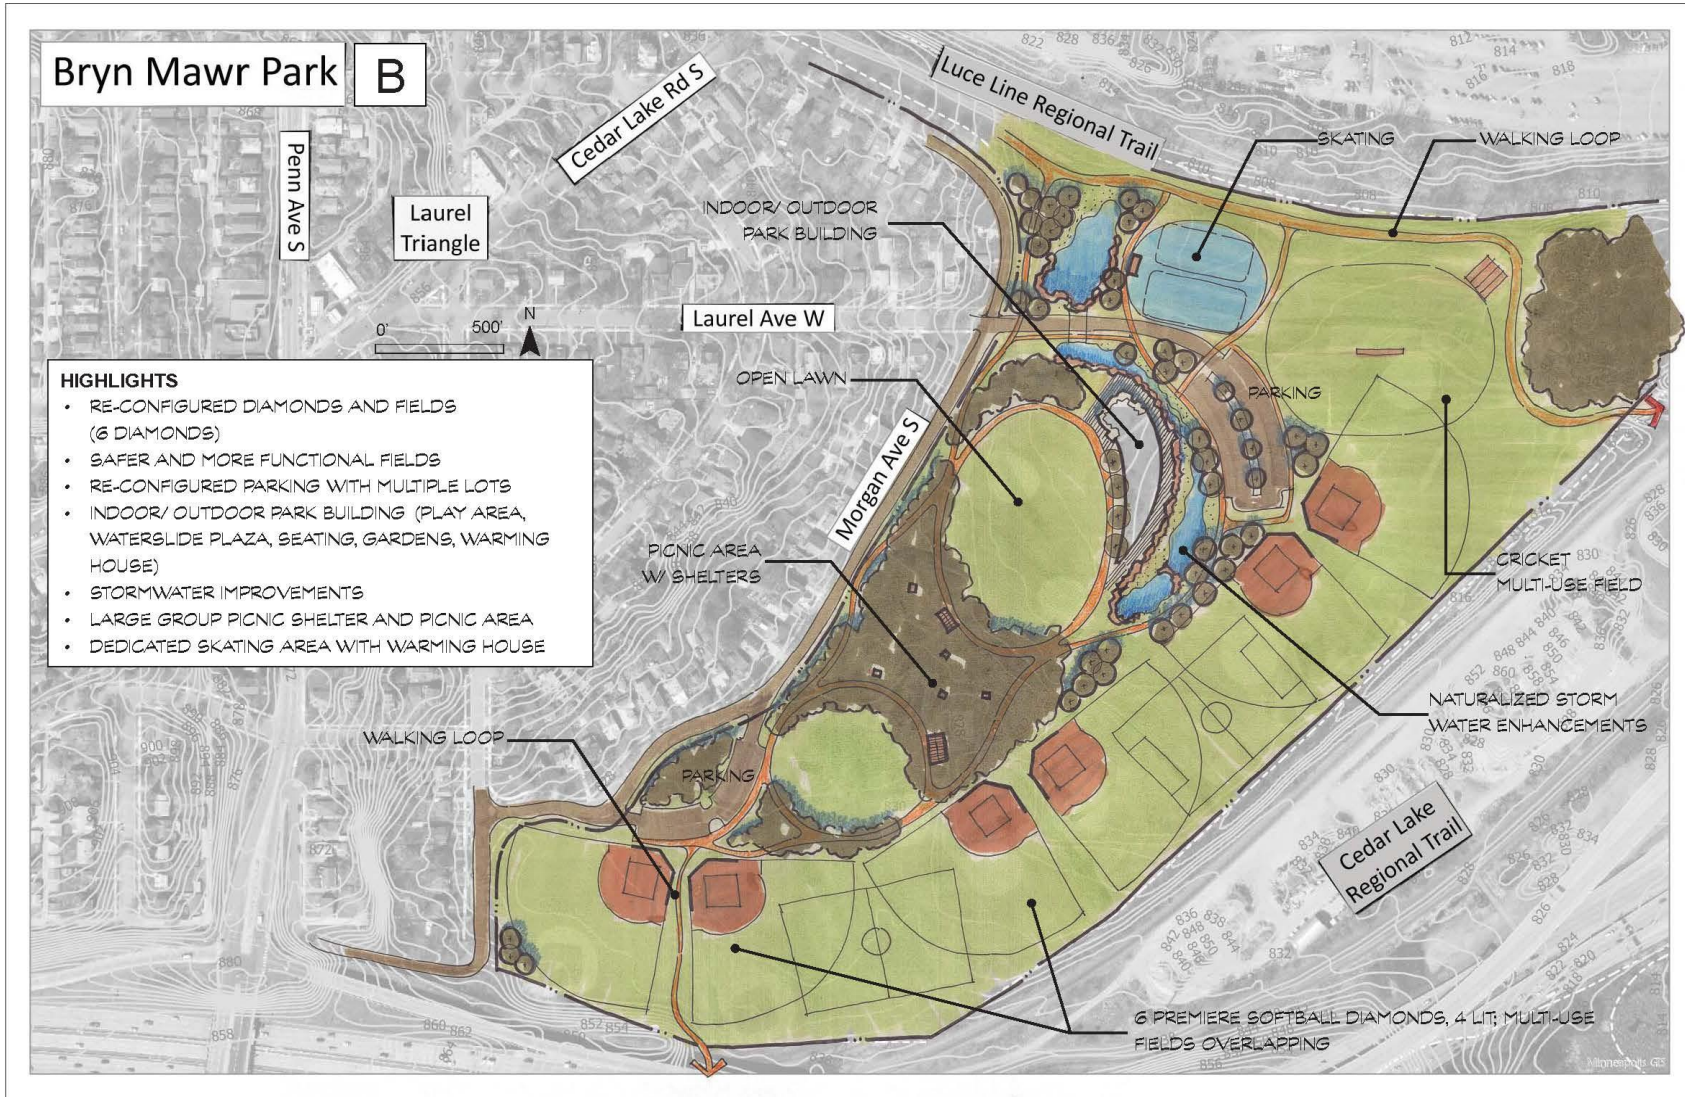 Bryn Mawr Park
B
Penn Ave S
Laurel
Triangle
Cedar Lake Rd S
Luce Line Regional Trail
SKATING
WALKING LOOP
INDOOR/ OUTDOOR
PARK BUILDING
0'
500'
N
Laurel Ave W
OPEN LAWN
PARKING
Morgan Ave S
HIGHLIGHTS
• RE-CONFIGURED DIAMONDS AND FIELDS
(6 DIAMONDS)
• SAFER AND MORE FUNCTIONAL FIELDS
• RE-CONFIGURED PARKING WITH MULTIPLE LOTS
• INDOOR/ OUTDOOR PARK BUILDING (PLAY AREA,
WATERSLIDE PLAZA, SEATING, GARDENS, WARMING
HOUSE)
• STORMWATER IMPROVEMENTS
• LARGE GROUP PICNIC SHELTER AND PICNIC AREA
• DEDICATED SKATING AREA WITH WARMING HOUSE
PICNIC AREA
W/ SHELTERS
CRICKET
MULTI-USE FIELD
NATURALIZED STORM
WATER ENHANCEMENTS
WALKING LOOP
PARKING
Cedar Lake
Regional Trail
6 PREMIERE SOFTBALL DIAMONDS, 4 LIT; MULTI-USE
FIELDS OVERLAPPING
Minneapolis GIS